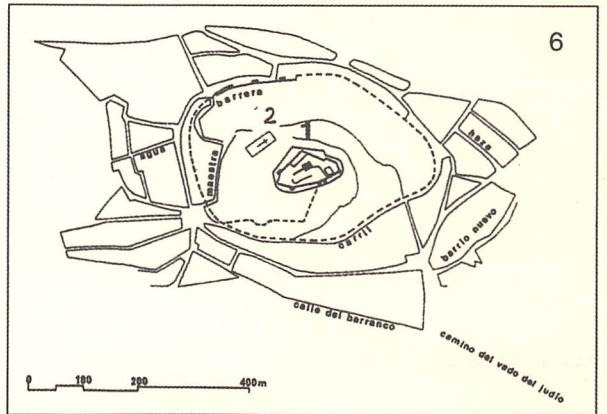 6
barrera
2
1
haza
agua
maestra
barrio nuevo
carril
calle del barranco
camino del vado del judio
0 100 200 400m